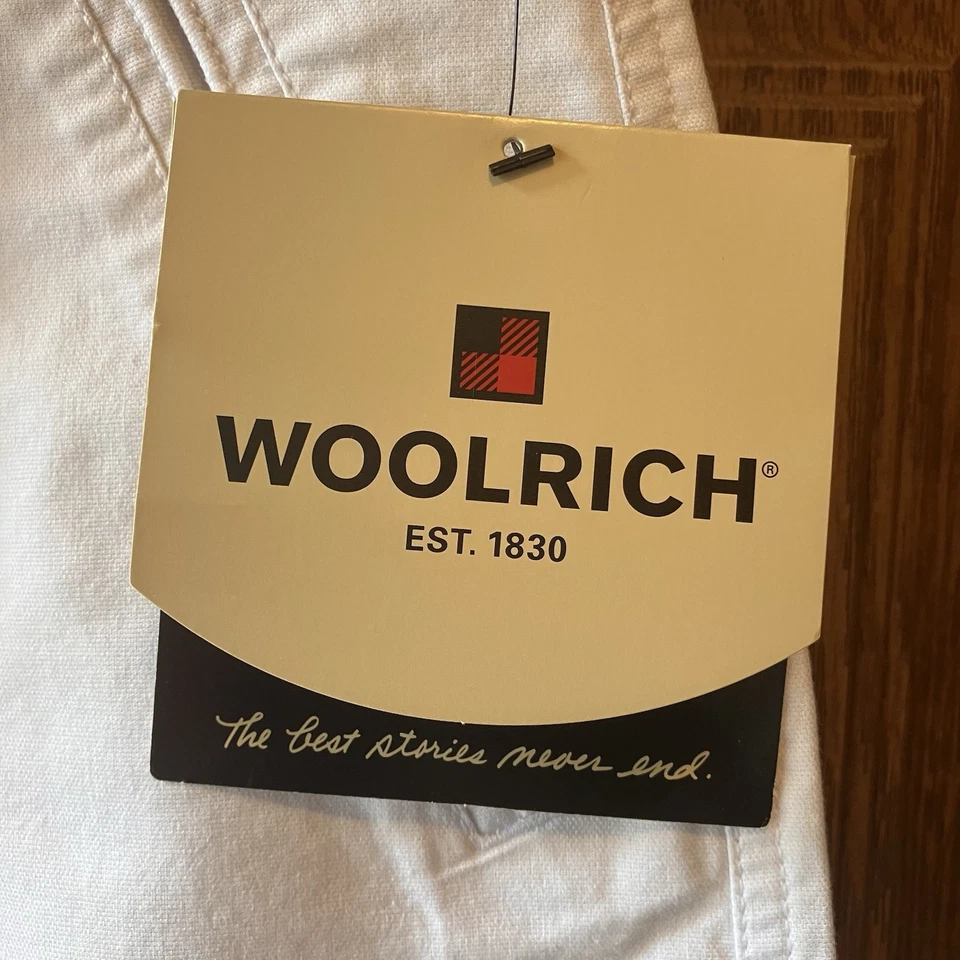 WOOLRICH®
EST. 1830
The best stories never end.